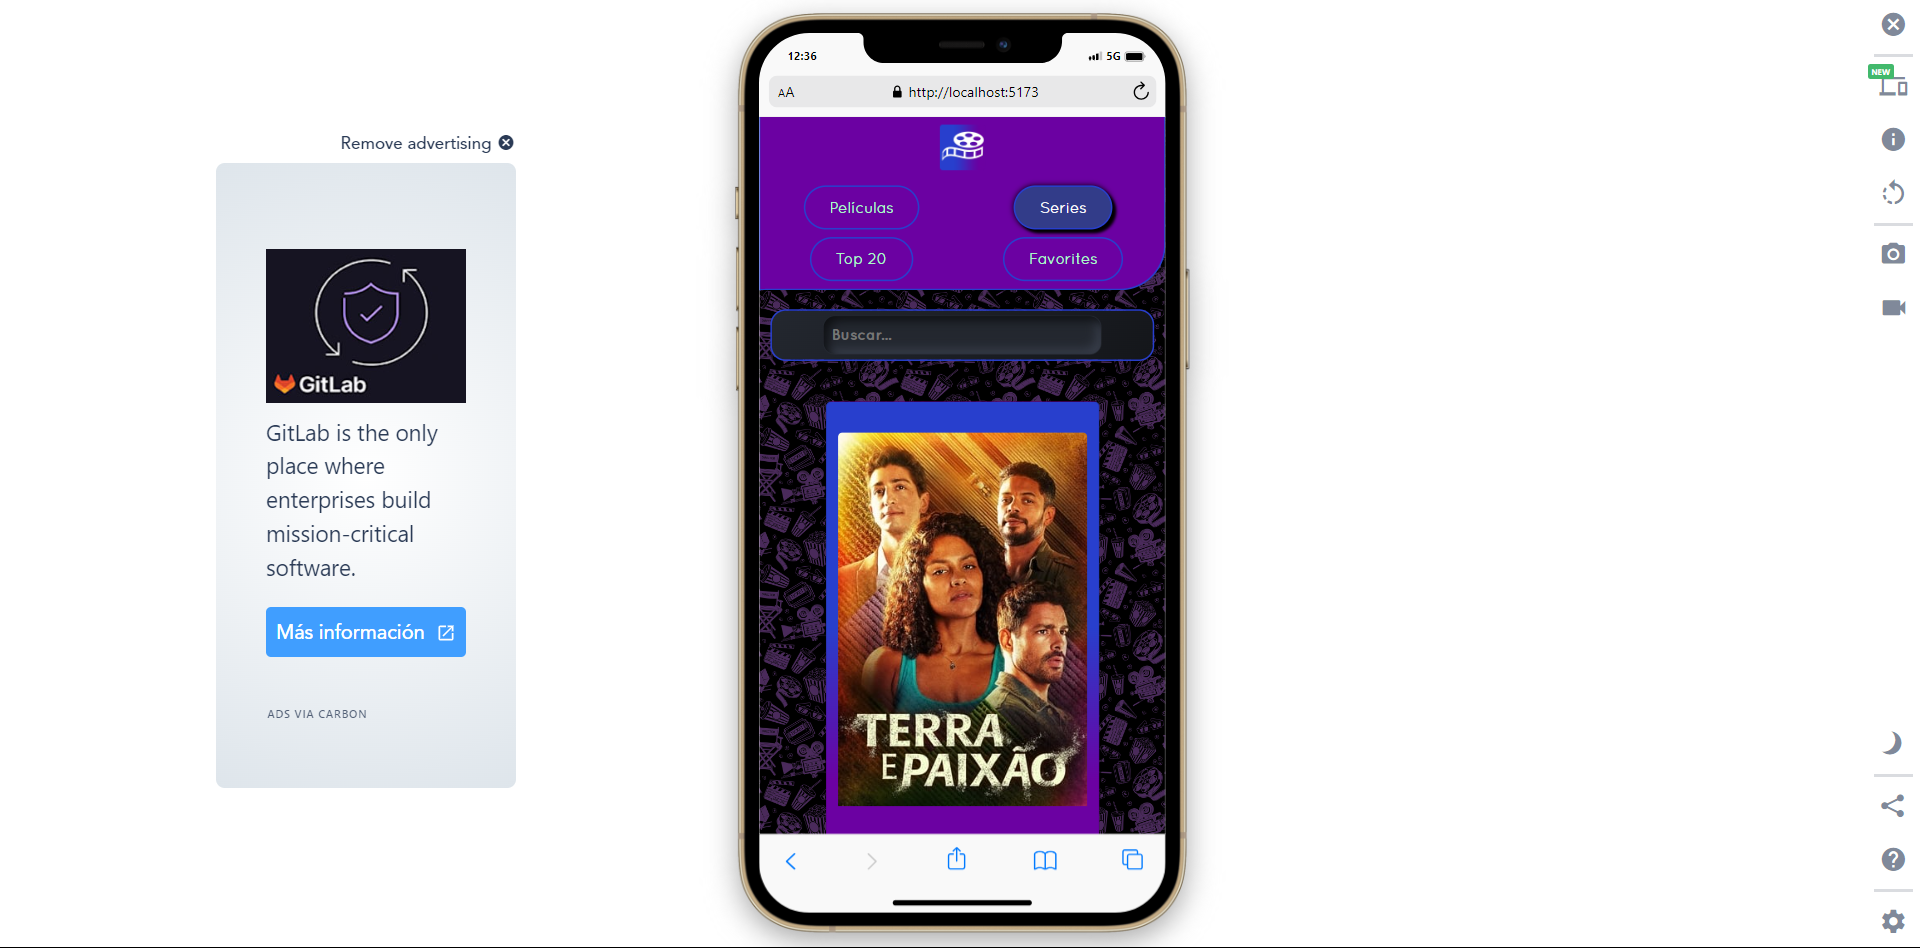 Remove advertising
GitLab
GitLab is the only
place where
enterprises build
mission-critical
software.
Más información
ADS VIA CARBON
12:36
5G
AA
http://localhost:5173
Películas
Series
Top 20
Favorites
Buscar...
TERRA
E PAIXÃO
NEW